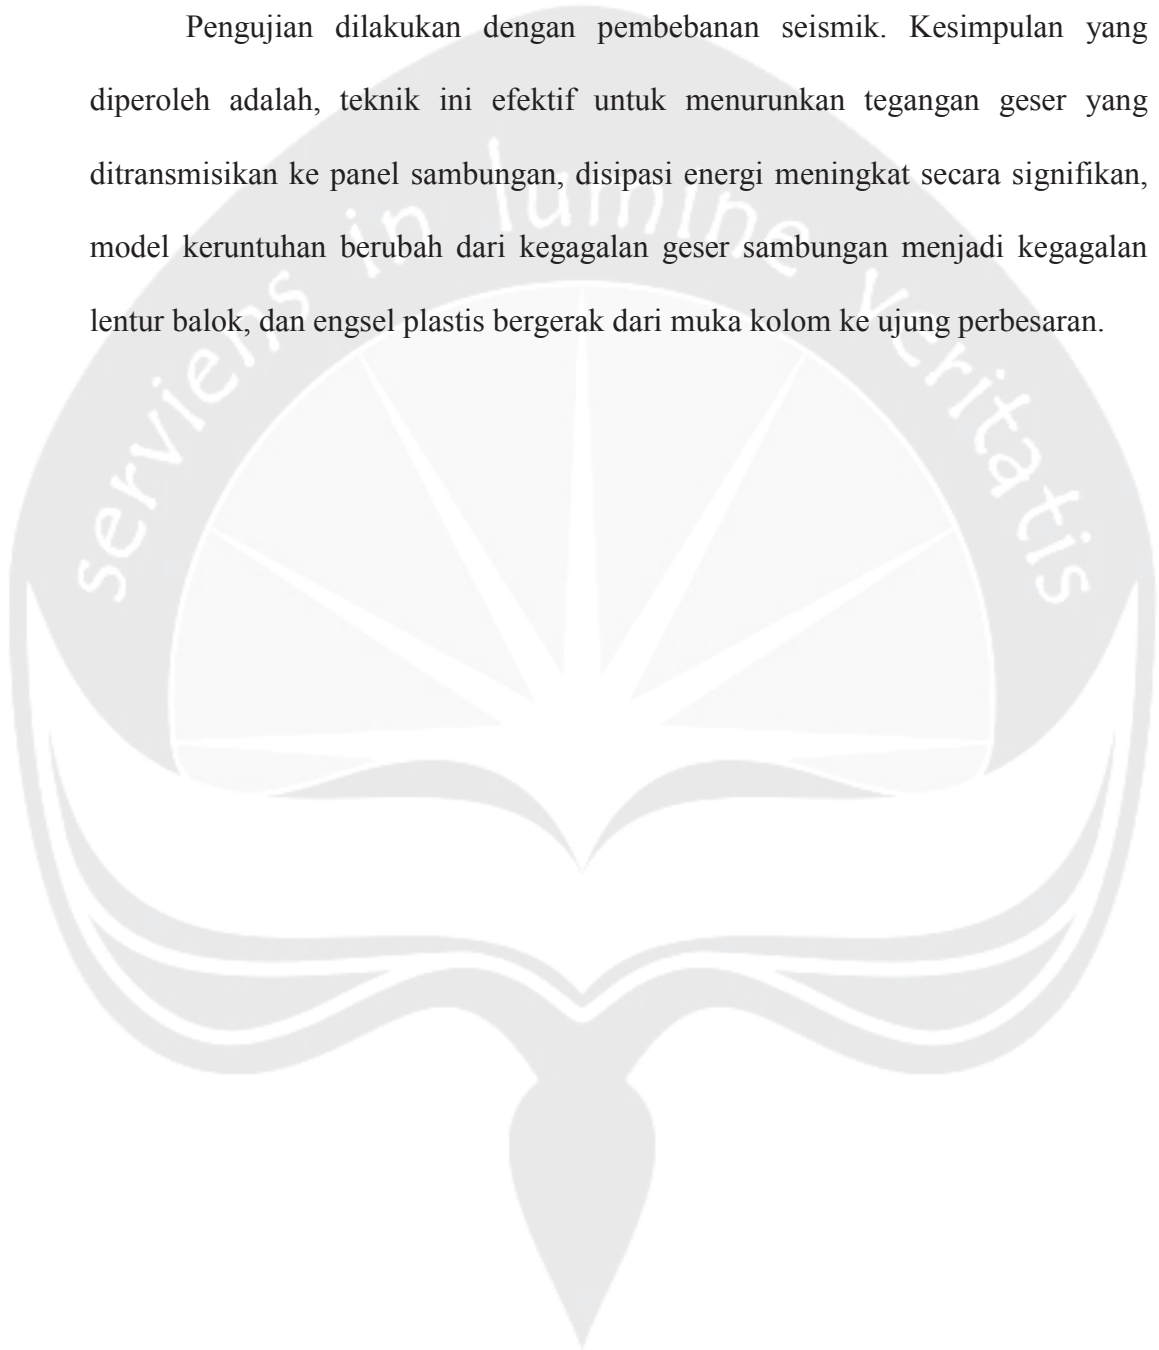 Pengujian dilakukan dengan pembebanan seismik. Kesimpulan yang
diperoleh adalah, teknik ini efektif untuk menurunkan tegangan geser yang
ditransmisikan ke panel sambungan, disipasi energi meningkat secara signifikan,
model keruntuhan berubah dari kegagalan geser sambungan menjadi kegagalan
lentur balok, dan engsel plastis bergerak dari muka kolom ke ujung perbesaran.
serviens in lumine veritatis